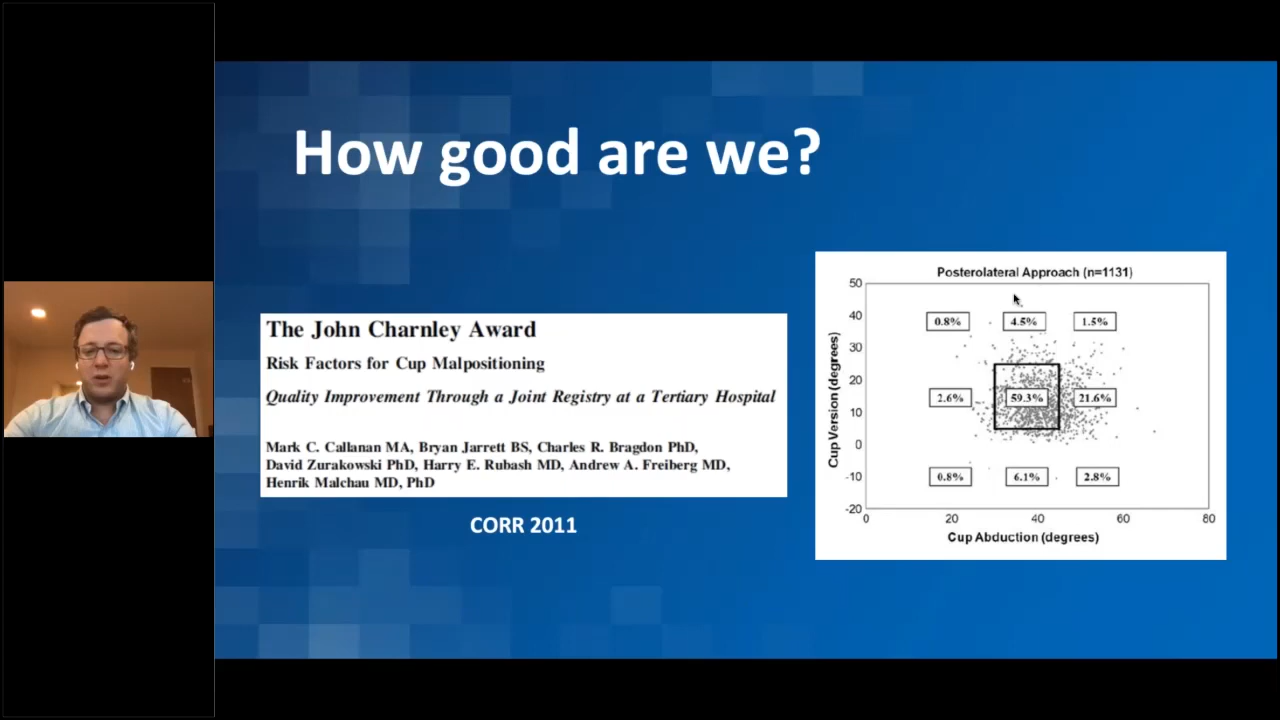 How good are we?
The John Charnley Award
Risk Factors for Cup Malpositioning
Quality Improvement Through a Joint Registry at a Tertiary Hospital
Mark C. Callanan MA, Bryan Jarrett BS, Charles R. Bragdon PhD,
David Zurakowski PhD, Harry E. Rubash MD, Andrew A. Freiberg MD,
Henrik Malchau MD, PhD
CORR 2011
Posterolateral Approach (n=1131)
Cup Version (degrees)
50
40
30
20
10
0
-10
-20
0.8% 4.5% 1.5%
2.6% 59.3% 21.6%
0.8% 6.1% 2.8%
0 20 40 60 80
Cup Abduction (degrees)